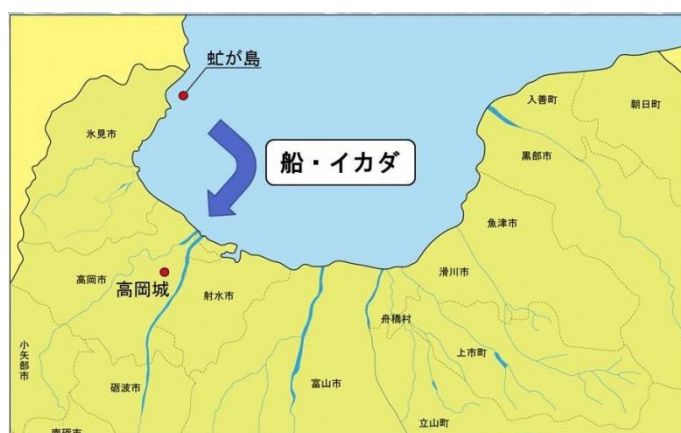 虻が島
入善町
朝日町
氷見市
船・イカダ
黒部市
魚津市
高岡市
高岡城
射水市
滑川市
舟橋村
小矢部市
上市町
砺波市
富山市
立山町